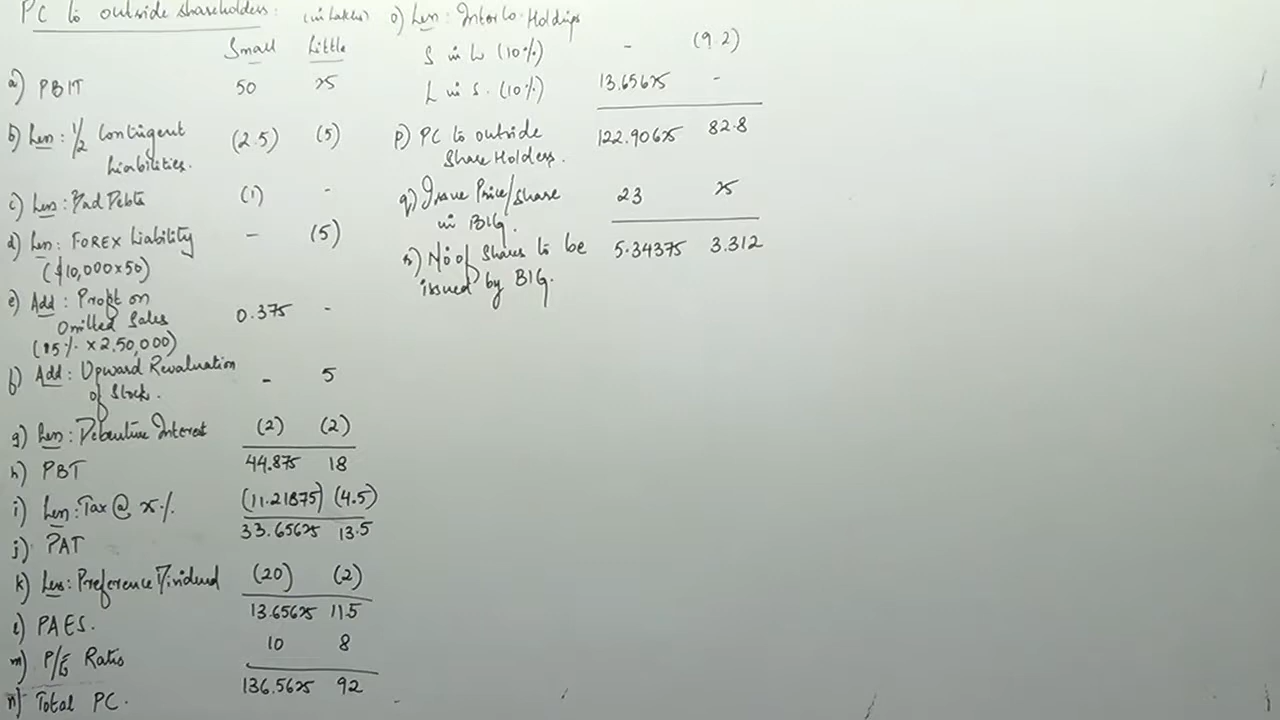 PC to outside shareholders: (in Lakhs)
Small Little
a) PBIT 50 25
b) Less: 1/2 Contingent (2.5) (5)
Liabilities.
c) Less: Bad Debts (1) -
d) Less: FOREX Liability - (5)
($10,000x50)
e) Add: Profit on
Omitted Sales 0.375 -
(15% x 2,50,000)
f) Add: Upward Revaluation
of Stock. - 5
g) Less: Debenture Interest (2) (2)
h) PBT 44.875 18
i) Less: Tax @ 25% (11.21875) (4.5)
j) PAT 33.65625 13.5
k) Less: Preference Dividend (20) (2)
l) PAES. 13.65625 11.5
m) P/E Ratio 10 8
n) Total PC. 136.5625 92
o) Less: InterCo. Holdings
S in L (10%) - (9.2)
L in S. (10%) 13.65625 -
p) PC to outside 122.90625 82.8
Share Holders.
q) Issue Price/Share 23 25
in BIG.
r) No of Shares to be 5.34375 3.312
issued by BIG.